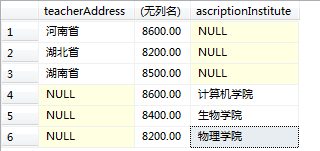 teacherAddress (无列名) ascriptionInstitute
1 河南省 8600.00 NULL
2 湖北省 8200.00 NULL
3 湖南省 8500.00 NULL
4 NULL 8600.00 计算机学院
5 NULL 8400.00 生物学院
6 NULL 8200.00 物理学院